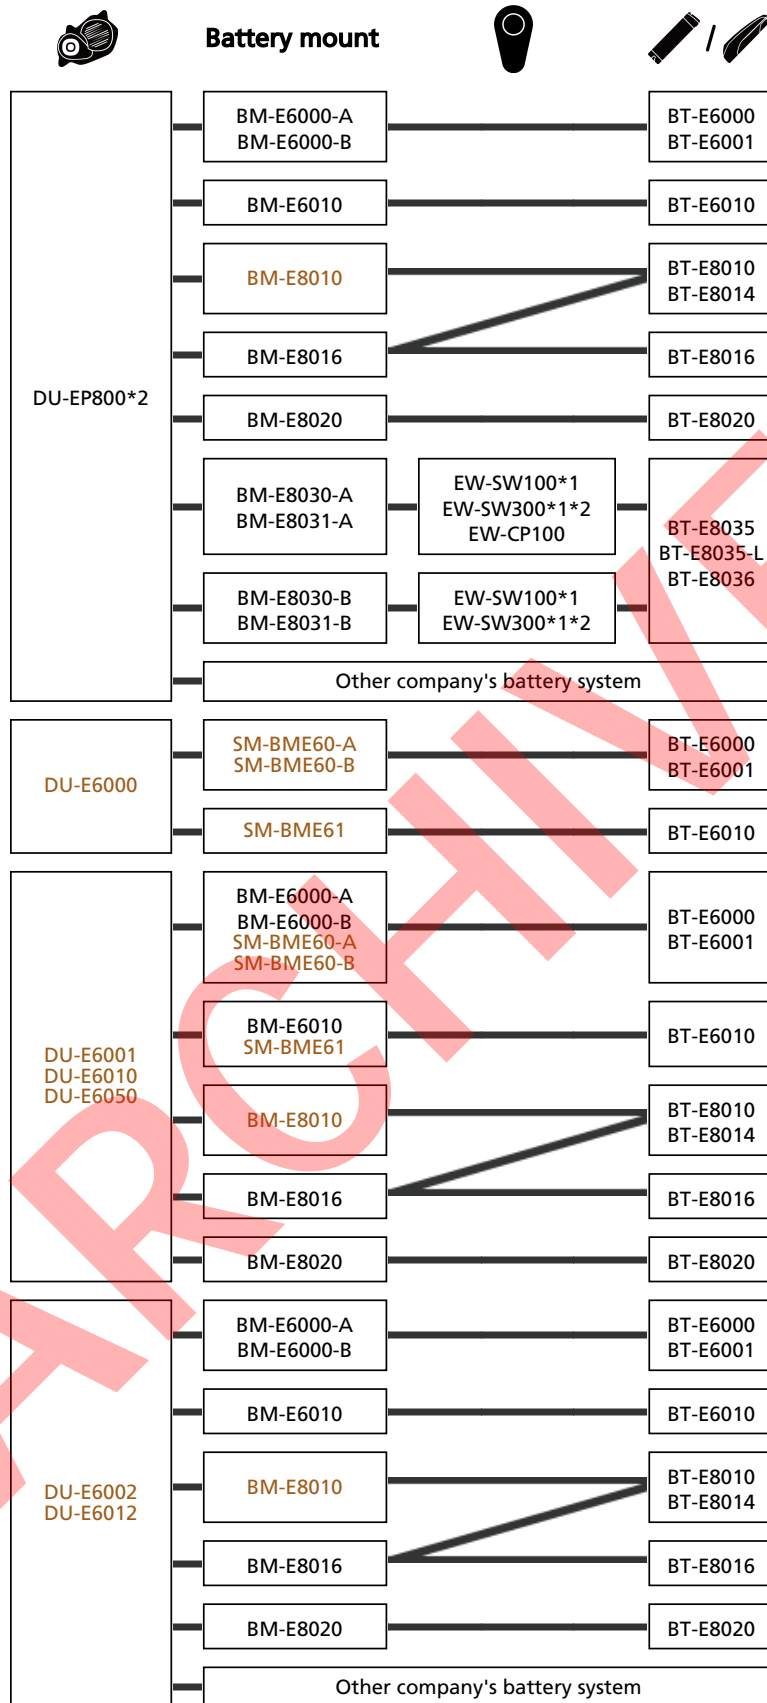 Battery mount
/
DU-EP800*2
BM-E6000-A
BM-E6000-B
BT-E6000
BT-E6001
BM-E6010
BT-E6010
BM-E8010
BT-E8010
BT-E8014
BM-E8016
BT-E8016
BM-E8020
BT-E8020
BM-E8030-A
BM-E8031-A
EW-SW100*1
EW-SW300*1*2
EW-CP100
BT-E8035
BT-E8035-L
BT-E8036
BM-E8030-B
BM-E8031-B
EW-SW100*1
EW-SW300*1*2
Other company's battery system
DU-E6000
SM-BME60-A
SM-BME60-B
BT-E6000
BT-E6001
SM-BME61
BT-E6010
DU-E6001
DU-E6010
DU-E6050
BM-E6000-A
BM-E6000-B
SM-BME60-A
SM-BME60-B
BT-E6000
BT-E6001
BM-E6010
SM-BME61
BT-E6010
BM-E8010
BT-E8010
BT-E8014
BM-E8016
BT-E8016
BM-E8020
BT-E8020
DU-E6002
DU-E6012
BM-E6000-A
BM-E6000-B
BT-E6000
BT-E6001
BM-E6010
BT-E6010
BM-E8010
BT-E8010
BT-E8014
BM-E8016
BT-E8016
BM-E8020
BT-E8020
Other company's battery system
ARCHIVE